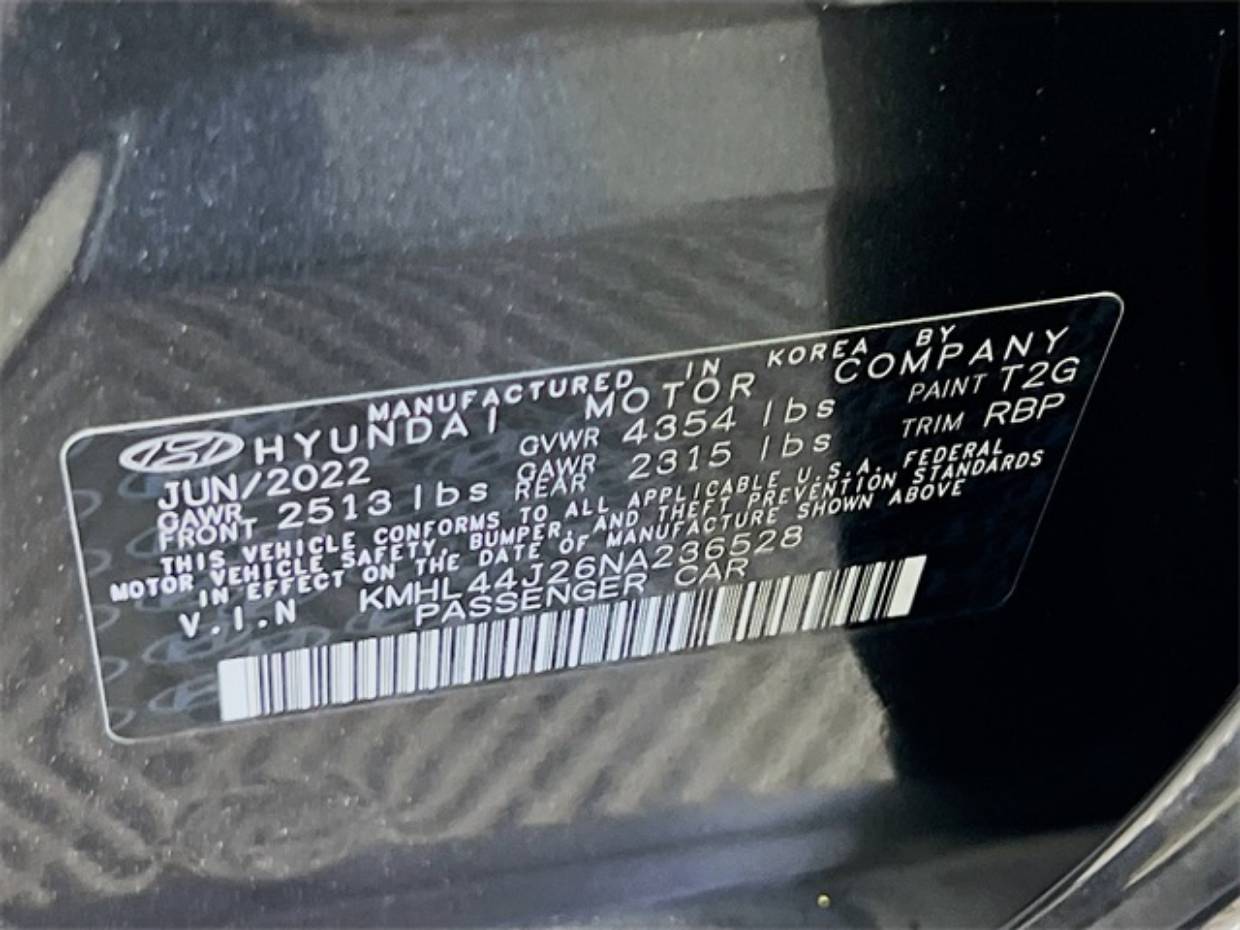 MANUFACTURED IN KOREA BY
HYUNDAI MOTOR COMPANY
JUN/2022 GVWR 4354 lbs PAINT T2G
GAWR FRONT 2513 lbs GAWR REAR 2315 lbs TRIM RBP
THIS VEHICLE CONFORMS TO ALL APPLICABLE U.S.A. FEDERAL
MOTOR VEHICLE SAFETY, BUMPER, AND THEFT PREVENTION STANDARDS
IN EFFECT ON THE DATE OF MANUFACTURE SHOWN ABOVE
V.I.N KMHL44J26NA236528
PASSENGER CAR